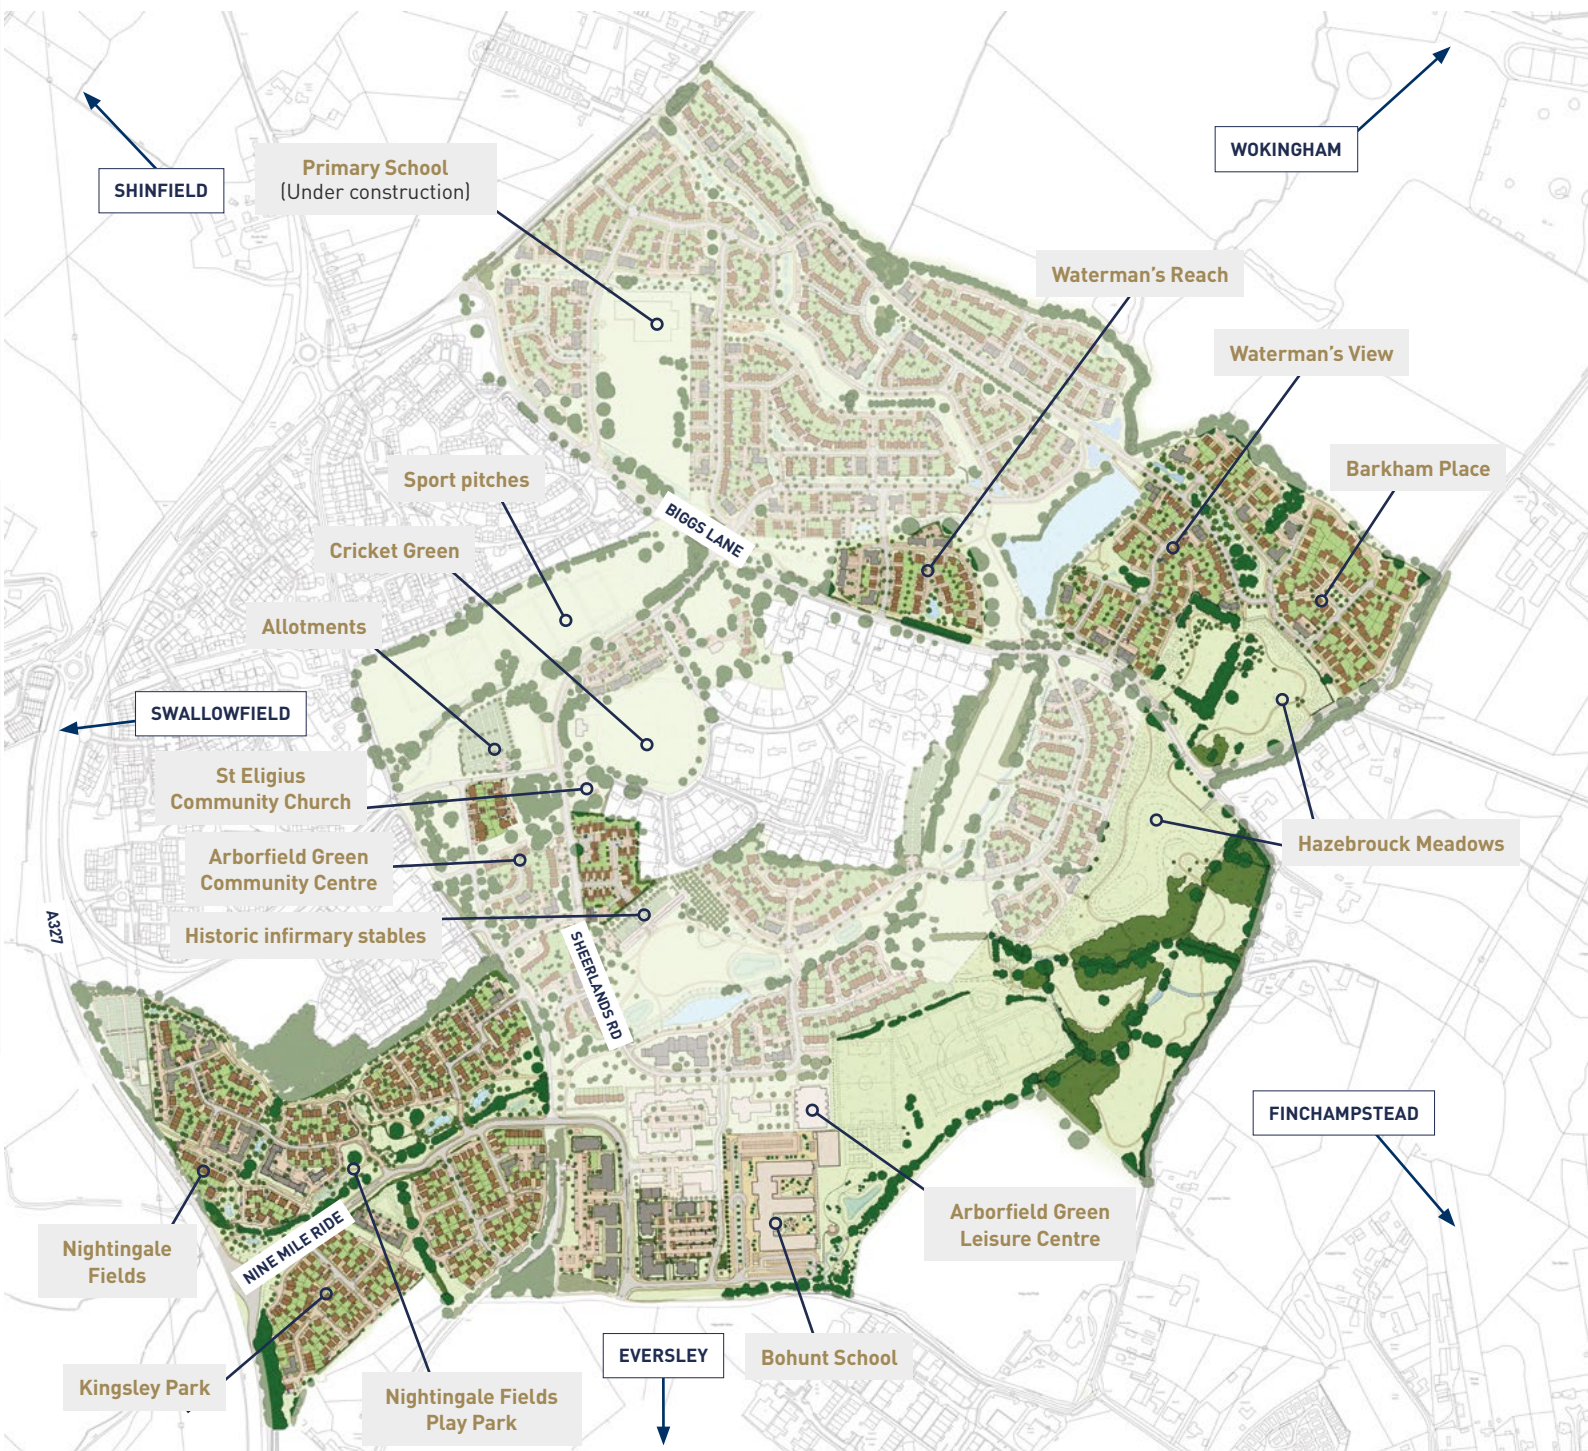 WOKINGHAM
Primary School
(Under construction)
SHINFIELD
Waterman's Reach
Waterman's View
Barkham Place
Sport pitches
BIGGS LANE
Cricket Green
Allotments
SWALLOWFIELD
St Eligius
Community Church
Arborfield Green
Community Centre
Hazebrouck Meadows
Historic infirmary stables
A327
SHEERLANDS RD
FINCHAMPSTEAD
Arborfield Green
Leisure Centre
NINE MILE RIDE
Nightingale
Fields
EVERSLEY
Bohunt School
Kingsley Park
Nightingale Fields
Play Park